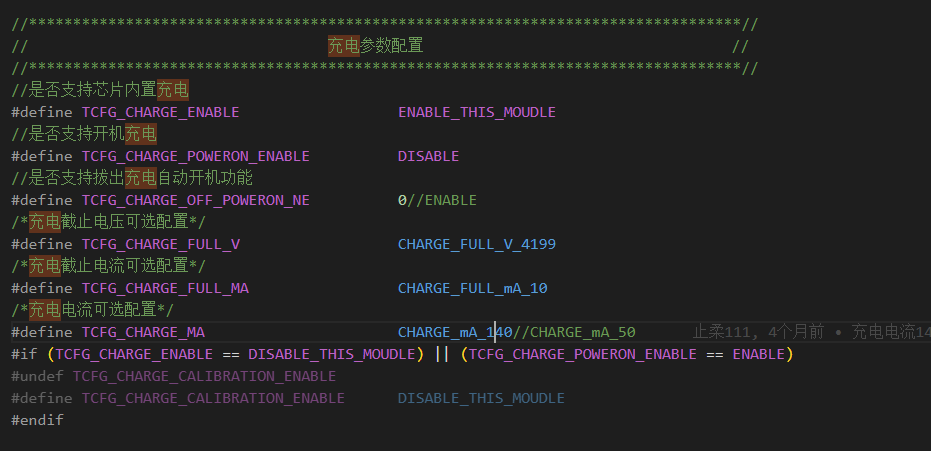 //*******************************************************************************//
// 充电参数配置 //
//*******************************************************************************//
//是否支持芯片内置充电
#define TCFG_CHARGE_ENABLE ENABLE_THIS_MOUDLE
//是否支持开机充电
#define TCFG_CHARGE_POWERON_ENABLE DISABLE
//是否支持拔出充电自动开机功能
#define TCFG_CHARGE_OFF_POWERON_NE 0//ENABLE
/*充电截止电压可选配置*/
#define TCFG_CHARGE_FULL_V CHARGE_FULL_V_4199
/*充电截止电流可选配置*/
#define TCFG_CHARGE_FULL_MA CHARGE_FULL_mA_10
/*充电电流可选配置*/
#define TCFG_CHARGE_MA CHARGE_mA_140//CHARGE_mA_50 止柔111, 4个月前 • 充电电流14
#if (TCFG_CHARGE_ENABLE == DISABLE_THIS_MOUDLE) || (TCFG_CHARGE_POWERON_ENABLE == ENABLE)
#undef TCFG_CHARGE_CALIBRATION_ENABLE
#define TCFG_CHARGE_CALIBRATION_ENABLE DISABLE_THIS_MOUDLE
#endif